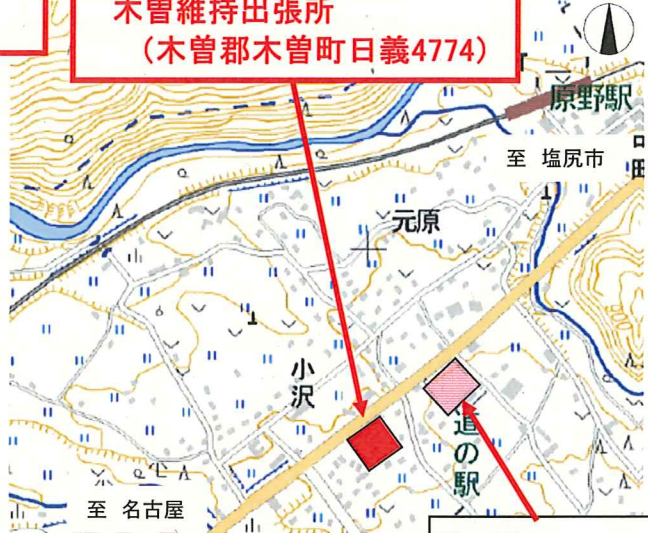 木曽維持出張所
（木曽郡木曽町日義4774）
原野駅
至 塩尻市
元原
小沢
道の駅
至 名古屋